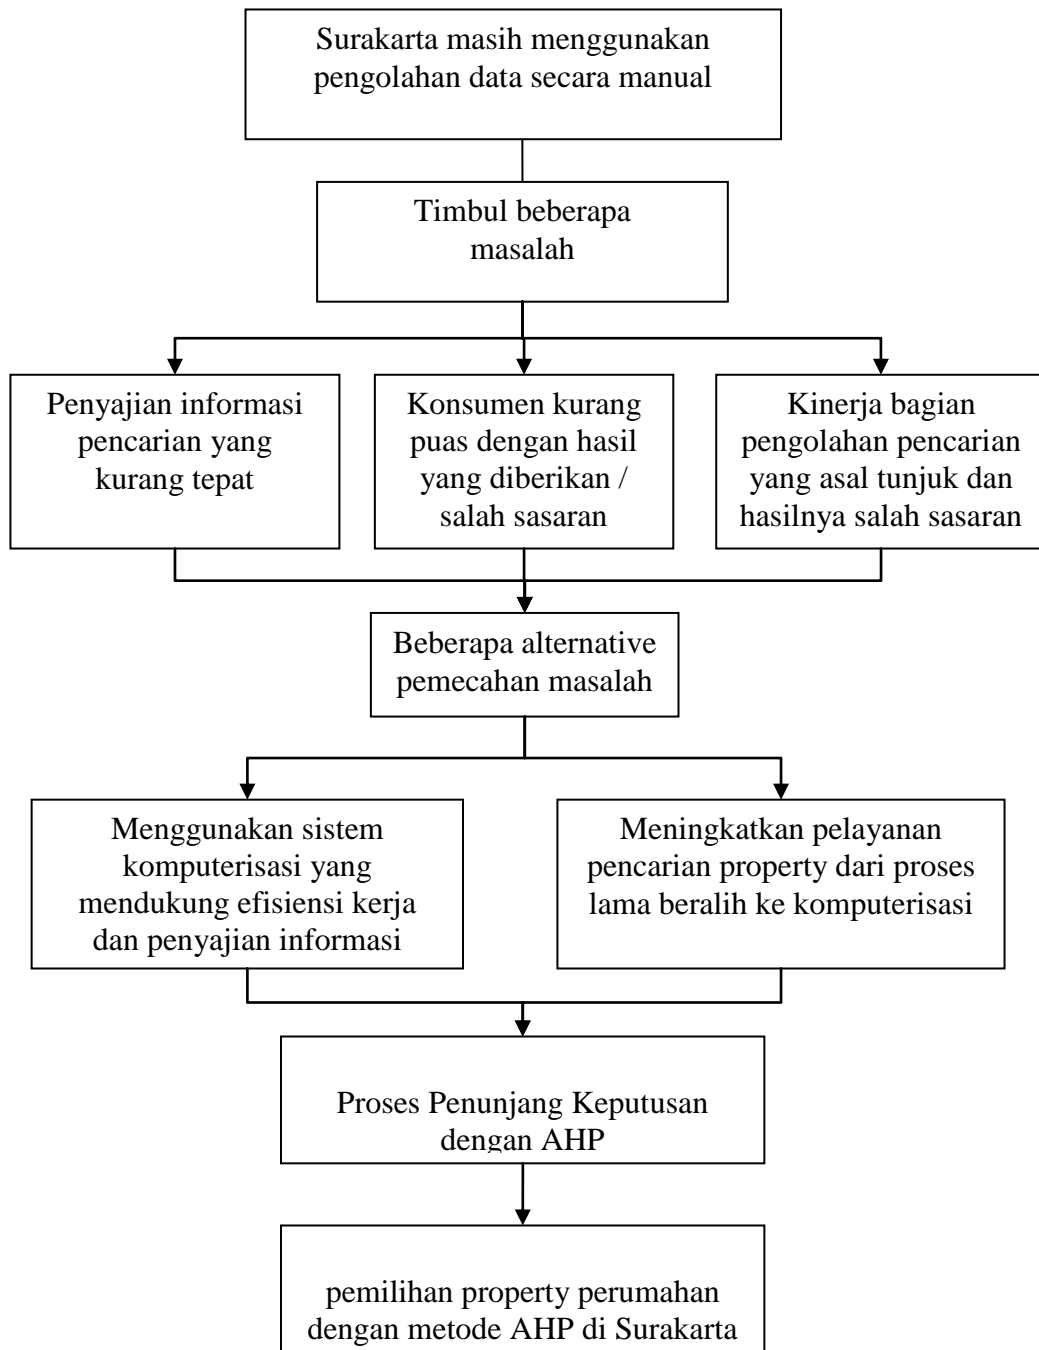 Surakarta masih menggunakan
pengolahan data secara manual
Timbul beberapa
masalah
Penyajian informasi
pencarian yang
kurang tepat
Konsumen kurang
puas dengan hasil
yang diberikan /
salah sasaran
Kinerja bagian
pengolahan pencarian
yang asal tunjuk dan
hasilnya salah sasaran
Beberapa alternative
pemecahan masalah
Menggunakan sistem
komputerisasi yang
mendukung efisiensi kerja
dan penyajian informasi
Meningkatkan pelayanan
pencarian property dari proses
lama beralih ke komputerisasi
Proses Penunjang Keputusan
dengan AHP
pemilihan property perumahan
dengan metode AHP di Surakarta